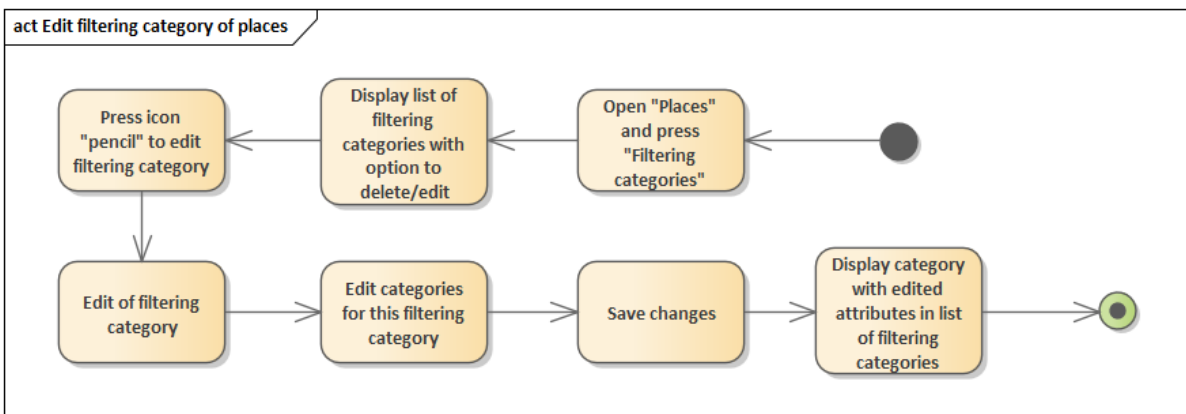 act Edit filtering category of places
Press icon
"pencil" to edit
filtering category
Display list of
filtering
categories with
option to
delete/edit
Open "Places"
and press
"Filtering
categories"
Edit of filtering
category
Edit categories
for this filtering
category
Save changes
Display category
with edited
attributes in list
of filtering
categories